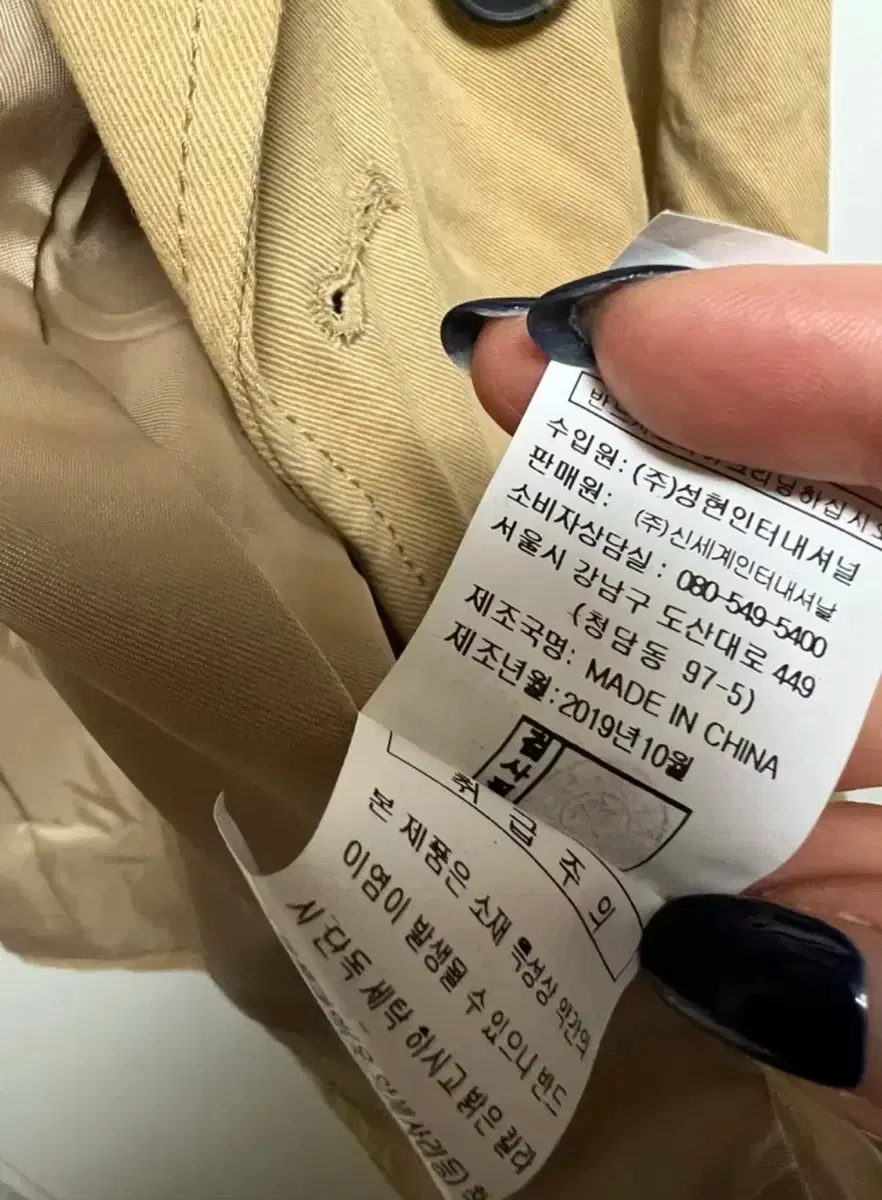 수입원: (주)성현인터내셔널
판매원: (주)신세계인터내셔날
소비자상담실 : 080-549-5400
서울시 강남구 도산대로 449
(청담동 97-5)
제조국명: MADE IN CHINA
제조년월:2019년10월
검사필
취급주의
본 제품은 소재 특성상 약간의
이염이 발생될 수 있으니 반드
시 단독 세탁 하시고 밝은 칼라